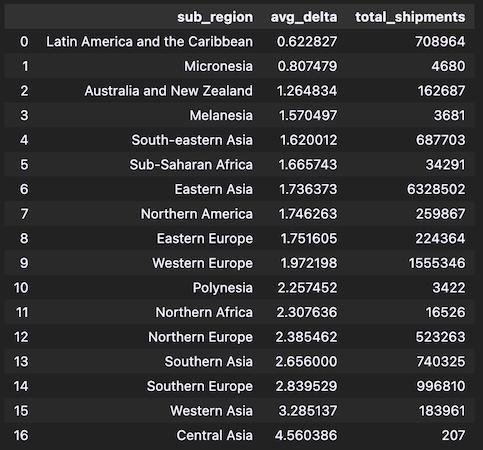 sub_region avg_delta total_shipments
0 Latin America and the Caribbean 0.622827 708964
1 Micronesia 0.807479 4680
2 Australia and New Zealand 1.264834 162687
3 Melanesia 1.570497 3681
4 South-eastern Asia 1.620012 687703
5 Sub-Saharan Africa 1.665743 34291
6 Eastern Asia 1.736373 6328502
7 Northern America 1.746263 259867
8 Eastern Europe 1.751605 224364
9 Western Europe 1.972198 1555346
10 Polynesia 2.257452 3422
11 Northern Africa 2.307636 16526
12 Northern Europe 2.385462 523263
13 Southern Asia 2.656000 740325
14 Southern Europe 2.839529 996810
15 Western Asia 3.285137 183961
16 Central Asia 4.560386 207